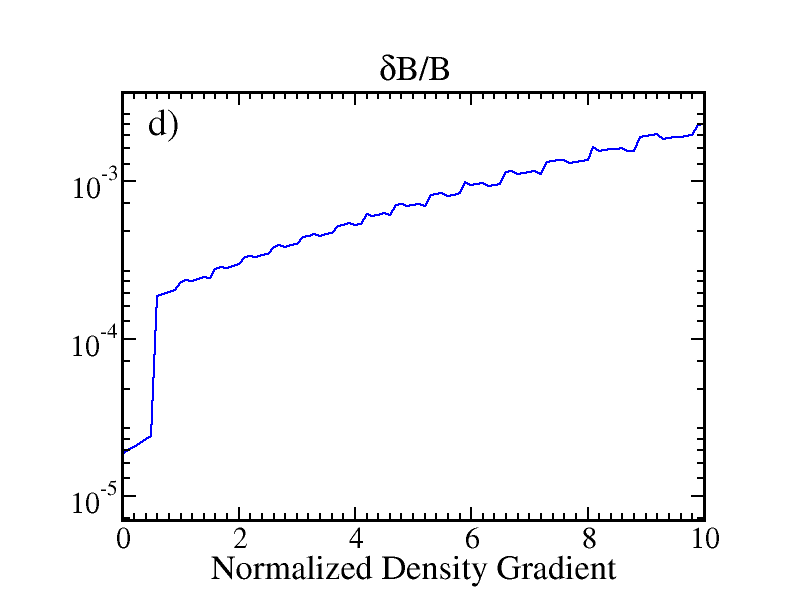 δB/B
d)
10-3
10-4
10-5
0 2 4 6 8 10
Normalized Density Gradient